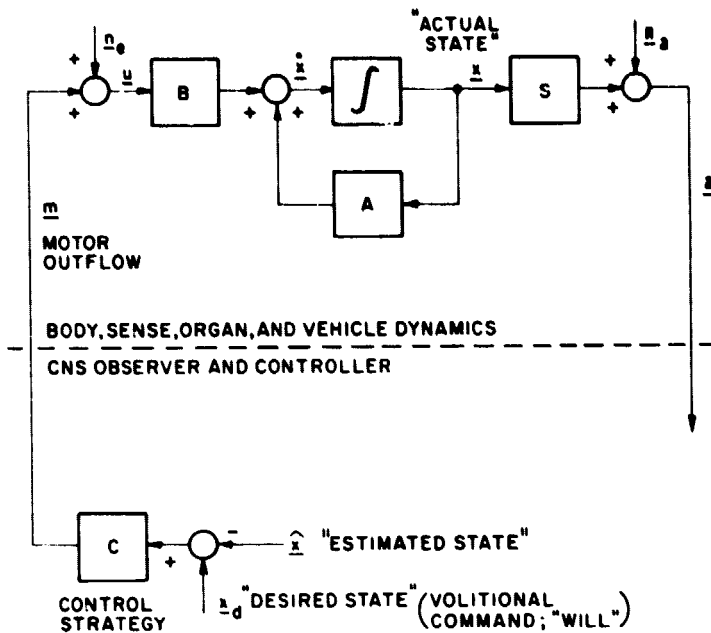 "ACTUAL STATE"
n_e
n_a
+
+
u
B
+
+
ẋ
∫
x
S
+
+
A
a
m
MOTOR OUTFLOW
BODY, SENSE, ORGAN, AND VEHICLE DYNAMICS
CNS OBSERVER AND CONTROLLER
C
+
-
x̂ "ESTIMATED STATE"
x_d "DESIRED STATE" (VOLITIONAL COMMAND; "WILL")
CONTROL STRATEGY